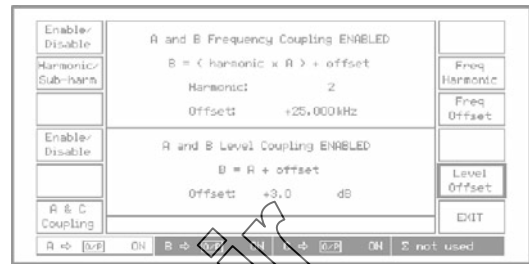 Enable/
Disable
Harmonic/
Sub-harm
Enable/
Disable
A & C
Coupling
A and B Frequency Coupling ENABLED
B = ( harmonic x A ) + offset
Harmonic: 2
Offset: +25.000kHz
A and B Level Coupling ENABLED
B = A + offset
Offset: +3.0 dB
Freq
Harmonic
Freq
Offset
Level
Offset
EXIT
A ⇨ O/P ON B ⇨ O/P ON C ⇨ O/P ON Σ not used